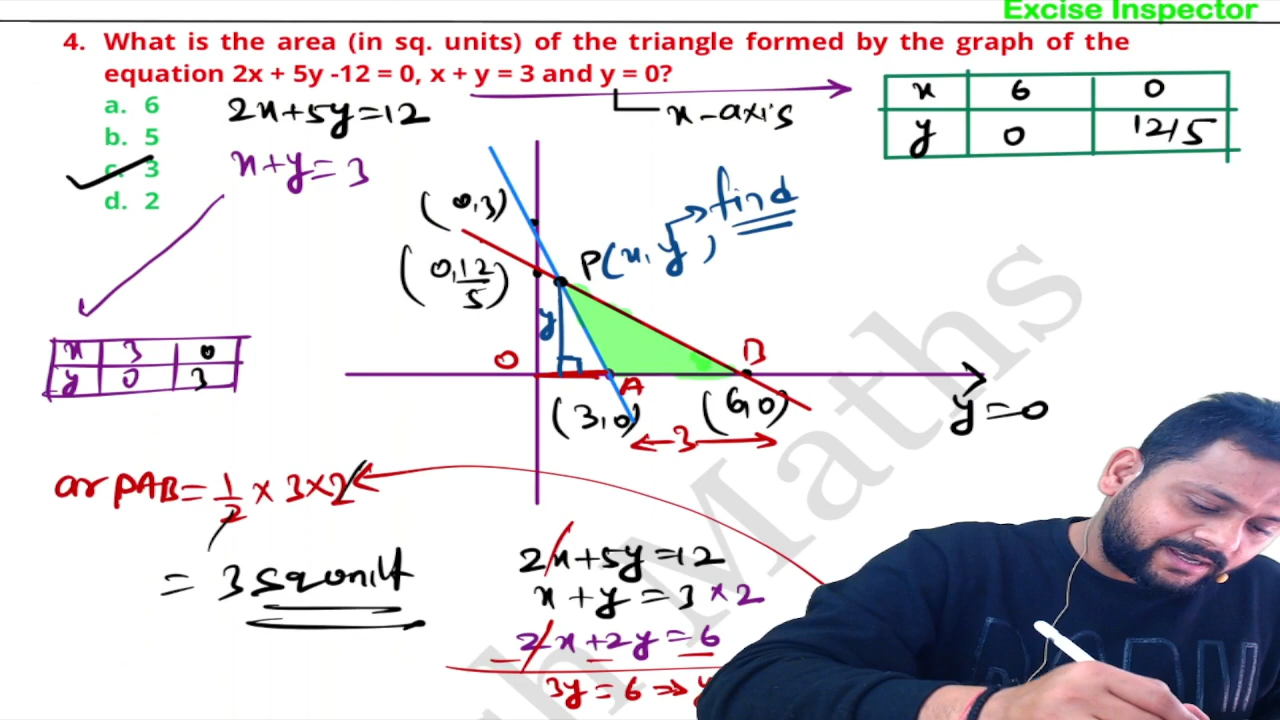 Excise Inspector
4. What is the area (in sq. units) of the triangle formed by the graph of the
equation 2x + 5y -12 = 0, x + y = 3 and y = 0?
a. 6
b. 5
c. 3
d. 2
2x+5y=12
x+y=3
x-axis
x 6 0
y 0 12/5
(0,3)
(0,12/5)
P(x,y)
find
y
O
A
B
(3,0)
(6,0)
y=0
3
x 3 0
y 0 3
ar PAB = 1/2 × 3 × 2
= 3 sq unit
2x+5y=12
x+y=3 ×2
2x+2y=6
3y=6 ⇒ y
Maths